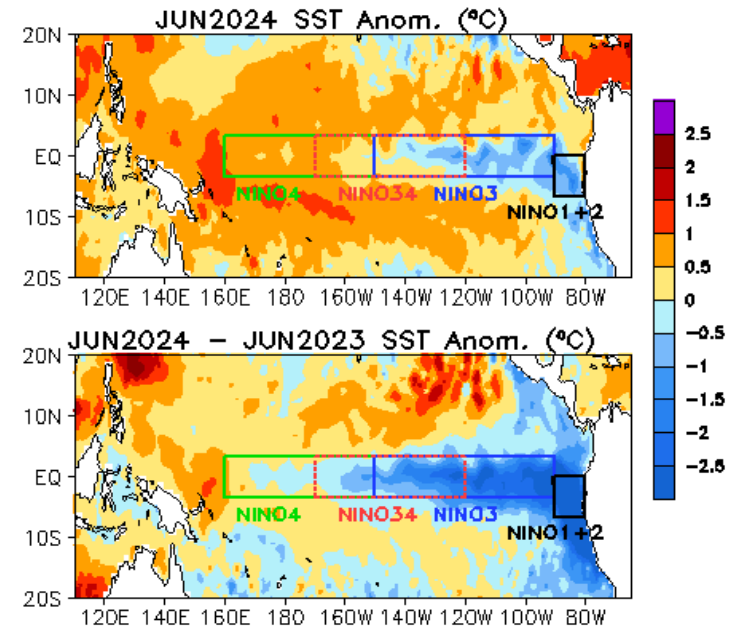 JUN2024 SST Anom. (ºC)
20N
10N
EQ
10S
20S
NINO4 NINO34 NINO3
NINO1+2
120E 140E 160E 180 160W 140W 120W 100W 80W
JUN2024 - JUN2023 SST Anom. (ºC)
20N
10N
EQ
10S
20S
NINO4 NINO34 NINO3
NINO1+2
120E 140E 160E 180 160W 140W 120W 100W 80W
2.5
2
1.5
1
0.5
0
-0.5
-1
-1.5
-2
-2.5